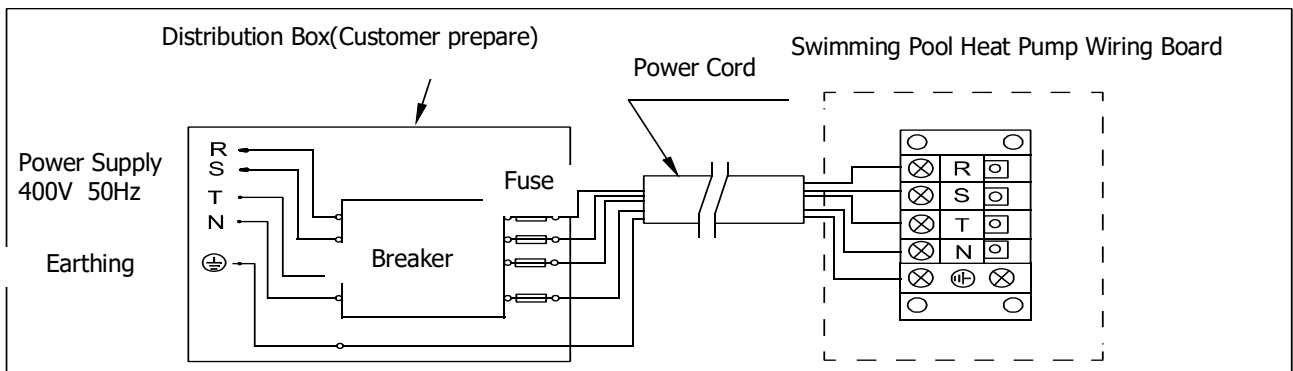 Distribution Box(Customer prepare)
Swimming Pool Heat Pump Wiring Board
Power Cord
Power Supply
400V 50Hz
Earthing
R
S
T
N
Fuse
Breaker
R
S
T
N